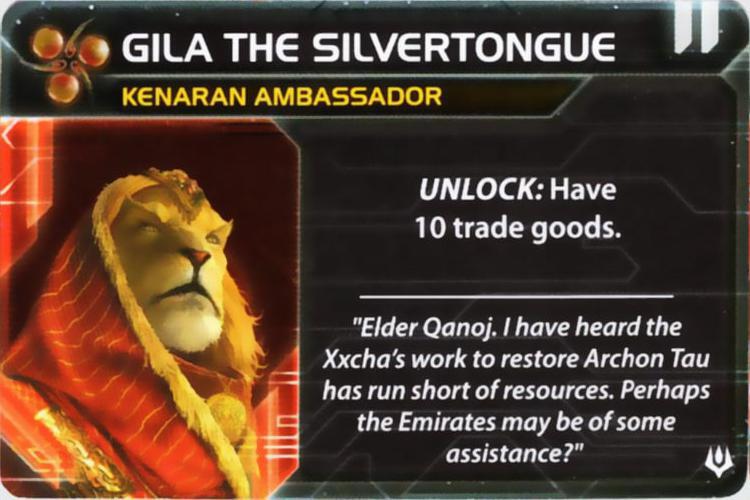 GILA THE SILVERTONGUE
KENARAN AMBASSADOR
UNLOCK: Have
10 trade goods.
"Elder Qanoj. I have heard the
Xxcha's work to restore Archon Tau
has run short of resources. Perhaps
the Emirates may be of some
assistance?"